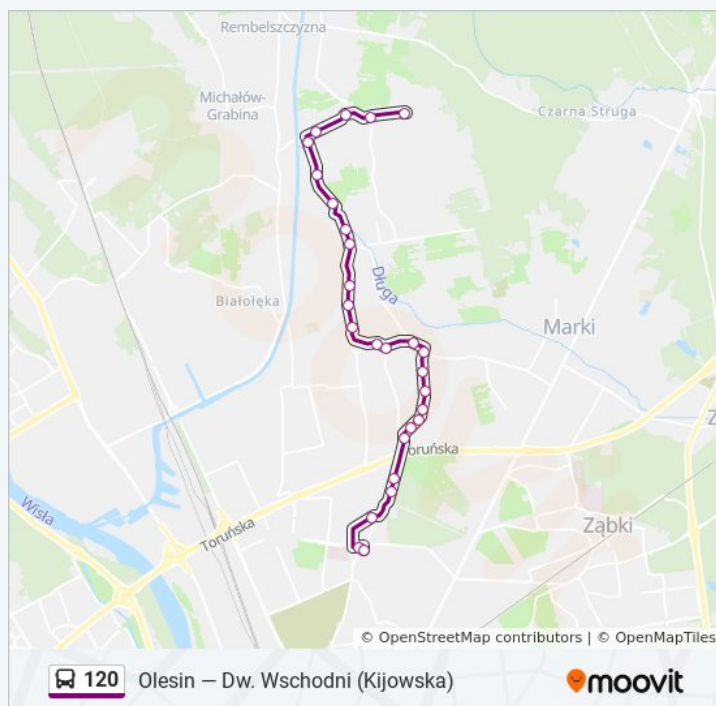 Rembelszczyzna
Michałów-
Grabina
Czarna Struga
Długa
Białołęka
Marki
Toruńska
Wisła
Toruńska
Ząbki
© OpenStreetMap contributors | © OpenMapTiles
120
Olesin — Dw. Wschodni (Kijowska)
moovit